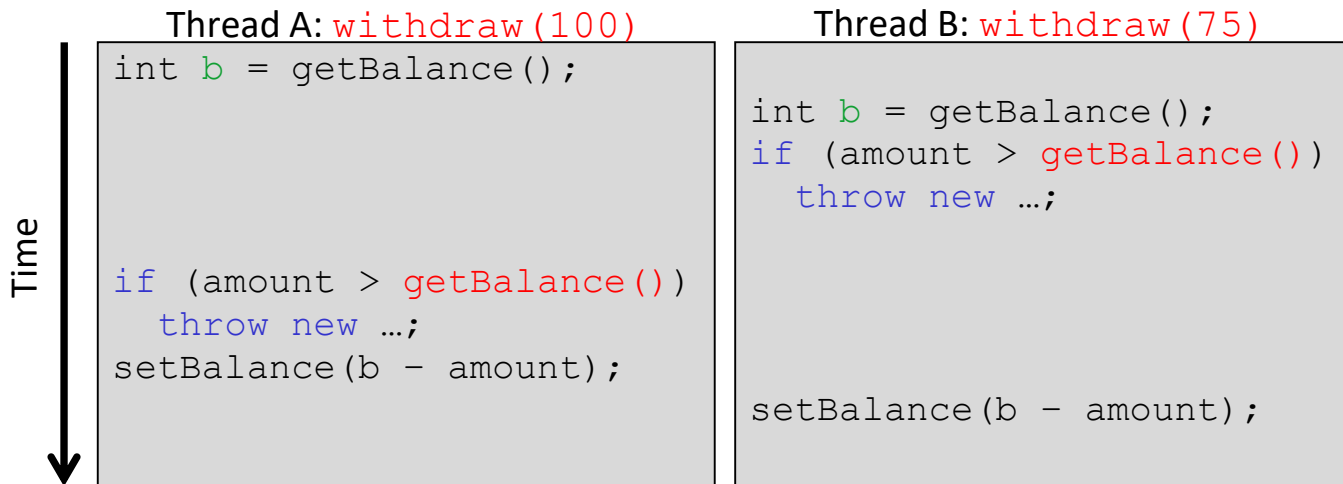 Thread A: withdraw(100)
int b = getBalance();
if (amount > getBalance())
throw new …;
setBalance(b – amount);
Thread B: withdraw(75)
int b = getBalance();
if (amount > getBalance())
throw new …;
setBalance(b – amount);
Time